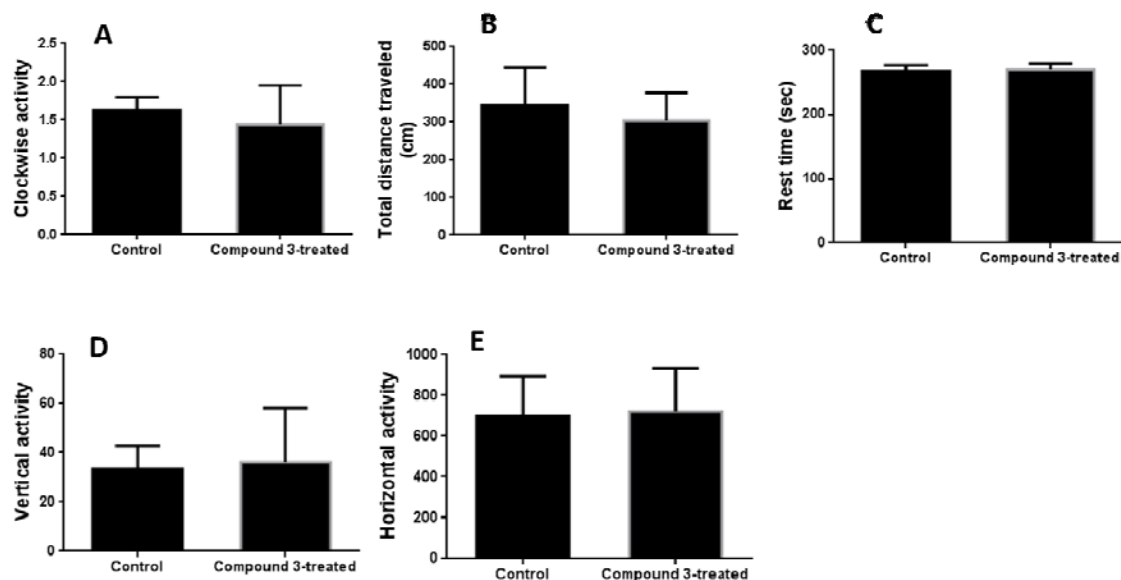 A
Clockwise activity
2.5
2.0
1.5
1.0
0.5
0.0
Control
Compound 3-treated
B
Total distance traveled
(cm)
500
400
300
200
100
0
Control
Compound 3-treated
C
Rest time (sec)
300
200
100
0
Control
Compound 3-treated
D
Vertical activity
80
60
40
20
0
Control
Compound 3-treated
E
Horizontal activity
1000
800
600
400
200
0
Control
Compound 3-treated